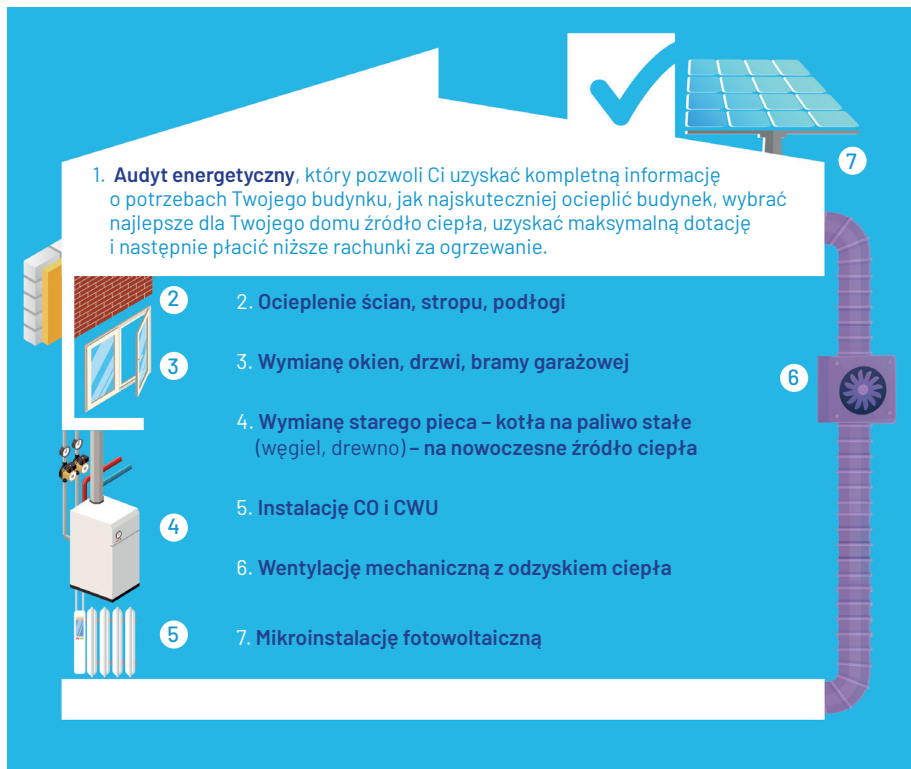 1. Audyt energetyczny, który pozwoli Ci uzyskać kompletną informację
o potrzebach Twojego budynku, jak najskuteczniej ocieplić budynek, wybrać
najlepsze dla Twojego domu źródło ciepła, uzyskać maksymalną dotację
i następnie płacić niższe rachunki za ogrzewanie.
7
2
2. Ocieplenie ścian, stropu, podłogi
3
3. Wymianę okien, drzwi, bramy garażowej
6
4. Wymianę starego pieca – kotła na paliwo stałe
(węgiel, drewno) – na nowoczesne źródło ciepła
4
5. Instalację CO i CWU
6. Wentylację mechaniczną z odzyskiem ciepła
5
7. Mikroinstalację fotowoltaiczną